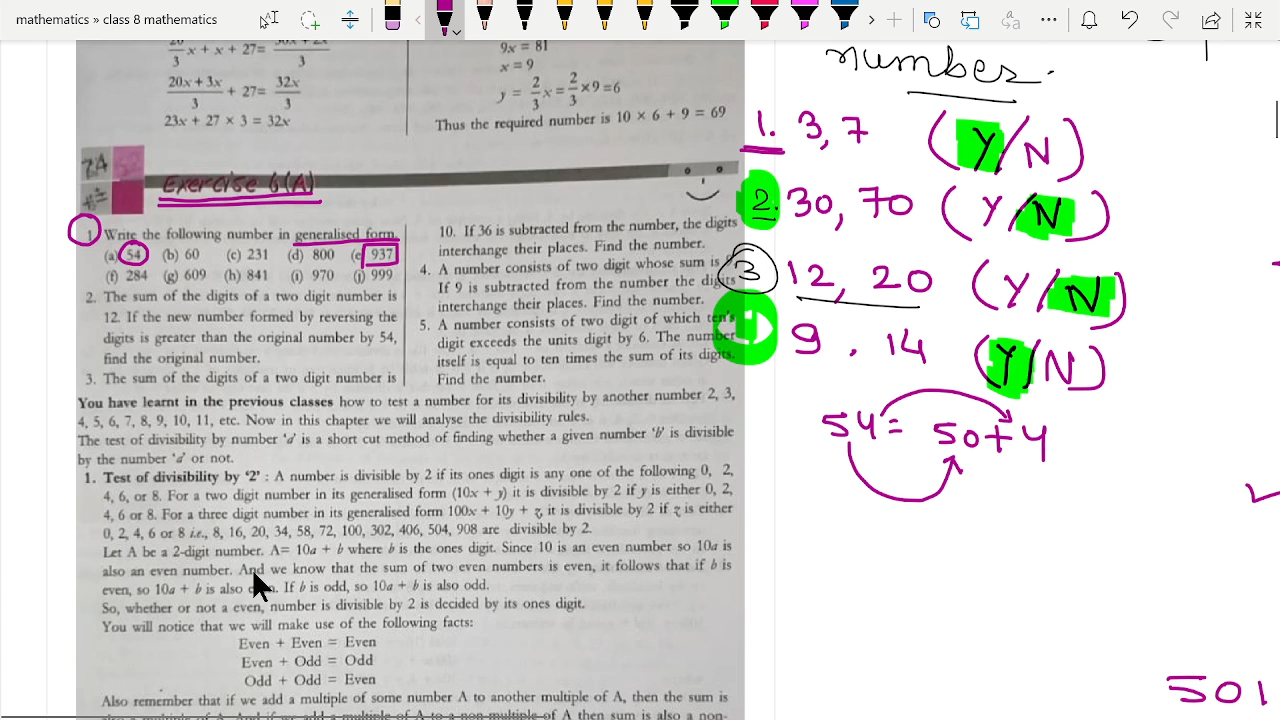 mathematics » class 8 mathematics
20/3 x + x + 27=
3
20x + 3x / 3 + 27= 32x / 3
23x + 27 × 3 = 32x
9x = 81
x = 9
y = 2/3 x = 2/3 ×9 =6
Thus the required number is 10 × 6 + 9 = 69
Exercise 6(A)
1. Write the following number in generalised form.
(a) 54 (b) 60 (c) 231 (d) 800 (e) 937
(f) 284 (g) 609 (h) 841 (i) 970 (j) 999
2. The sum of the digits of a two digit number is
12. If the new number formed by reversing the
digits is greater than the original number by 54,
find the original number.
3. The sum of the digits of a two digit number is
10. If 36 is subtracted from the number, the digits
interchange their places. Find the number.
4. A number consists of two digit whose sum is
If 9 is subtracted from the number the digits
interchange their places. Find the number.
5. A number consists of two digit of which ten's
digit exceeds the units digit by 6. The number
itself is equal to ten times the sum of its digits.
Find the number.
You have learnt in the previous classes how to test a number for its divisibility by another number 2, 3,
4, 5, 6, 7, 8, 9, 10, 11, etc. Now in this chapter we will analyse the divisibility rules.
The test of divisibility by number 'a' is a short cut method of finding whether a given number 'b' is divisible
by the number 'a' or not.
1. Test of divisibility by '2' : A number is divisible by 2 if its ones digit is any one of the following 0, 2,
4, 6, or 8. For a two digit number in its generalised form (10x + y) it is divisible by 2 if y is either 0, 2,
4, 6 or 8. For a three digit number in its generalised form 100x + 10y + z, it is divisible by 2 if z is either
0, 2, 4, 6 or 8 i.e., 8, 16, 20, 34, 58, 72, 100, 302, 406, 504, 908 are divisible by 2.
Let A be a 2-digit number. A= 10a + b where b is the ones digit. Since 10 is an even number so 10a is
also an even number. And we know that the sum of two even numbers is even, it follows that if b is
even, so 10a + b is also If b is odd, so 10a + b is also odd.
So, whether or not a even, number is divisible by 2 is decided by its ones digit.
You will notice that we will make use of the following facts:
Even + Even = Even
Even + Odd = Odd
Odd + Odd = Even
Also remember that if we add a multiple of some number A to another multiple of A, then the sum is
number.
1. 3, 7 (Y/N)
2. 30, 70 (Y/N)
3 12, 20 (Y/N)
9 . 14 (Y/N)
54 = 50+4
501